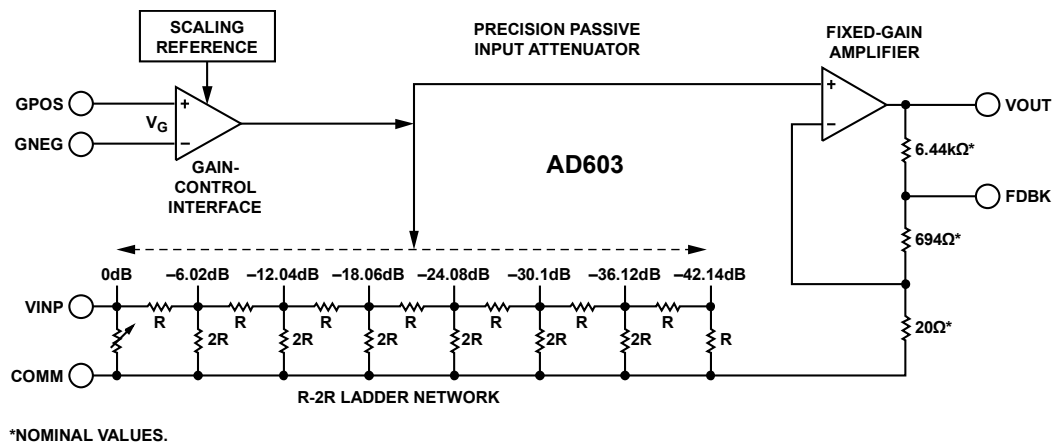 SCALING
REFERENCE
PRECISION PASSIVE
INPUT ATTENUATOR
FIXED-GAIN
AMPLIFIER
GPOS
+
VG
GNEG
–
GAIN-
CONTROL
INTERFACE
+
–
VOUT
6.44kΩ*
AD603
FDBK
694Ω*
0dB
–6.02dB
–12.04dB
–18.06dB
–24.08dB
–30.1dB
–36.12dB
–42.14dB
VINP
R
R
R
R
R
R
R
2R
2R
2R
2R
2R
2R
R
20Ω*
COMM
R-2R LADDER NETWORK
*NOMINAL VALUES.